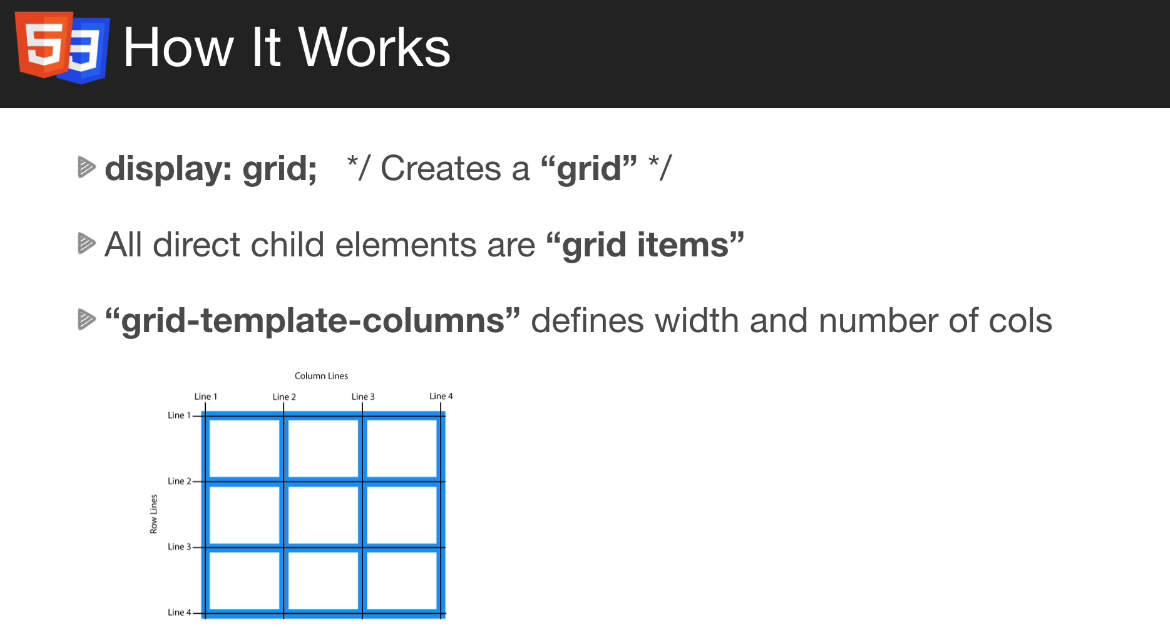 53 How It Works
display: grid; */ Creates a “grid” */
All direct child elements are “grid items”
“grid-template-columns” defines width and number of cols
Column Lines
Line 1 Line 2 Line 3 Line 4
Line 1
Line 2
Row Lines
Line 3
Line 4